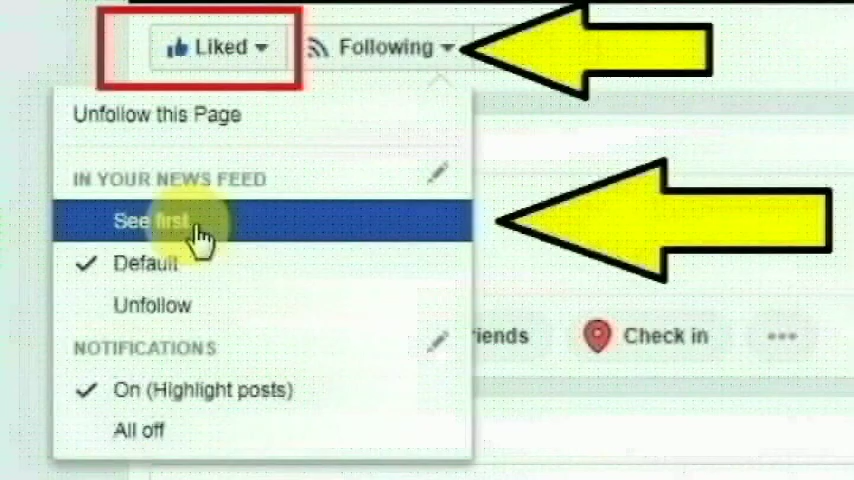 Liked Following
Unfollow this Page
IN YOUR NEWS FEED
See first
Default
Unfollow
riends Check in
NOTIFICATIONS
On (Highlight posts)
All off